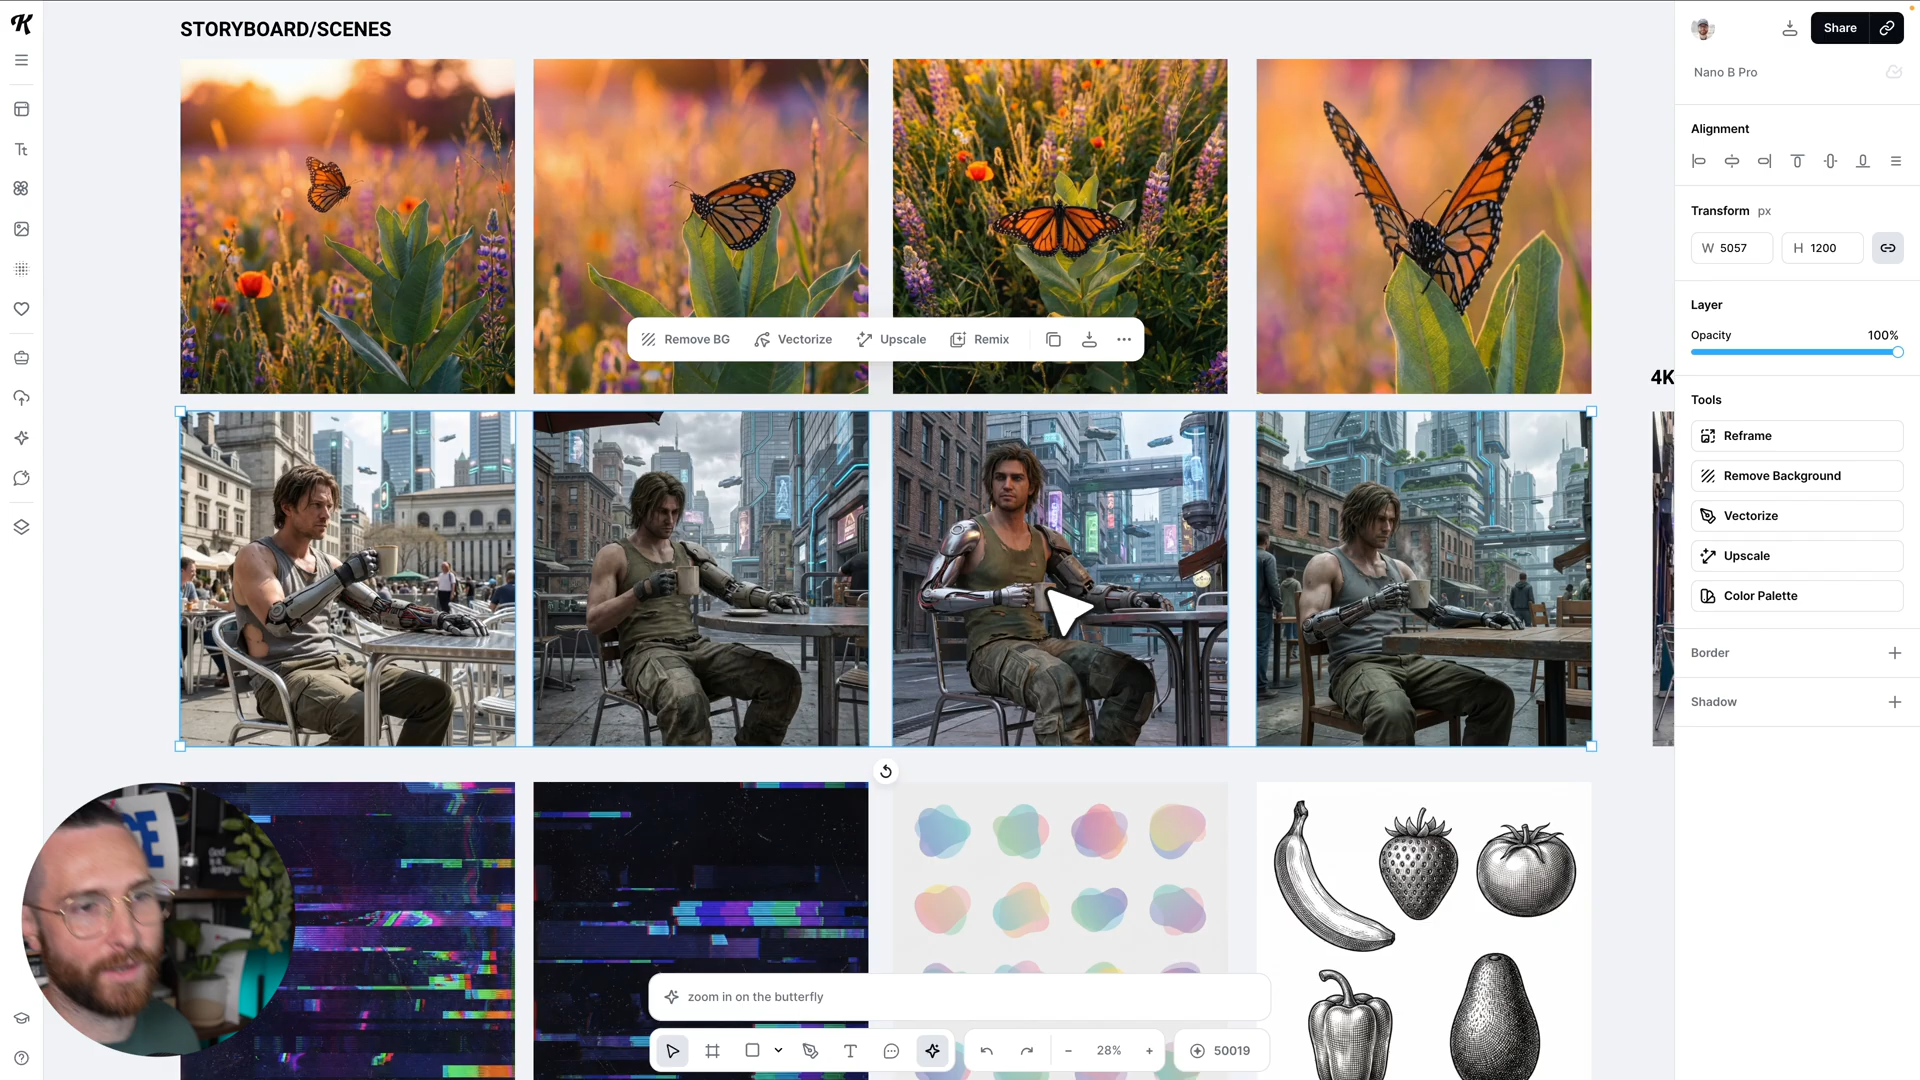 STORYBOARD/SCENES
Share
Nano B Pro
Alignment
Transform px
W 5057
H 1200
Layer
Opacity 100%
4K
Tools
Reframe
Remove Background
Vectorize
Upscale
Color Palette
Border
Shadow
Remove BG
Vectorize
Upscale
Remix
zoom in on the butterfly
28%
50019
Tt